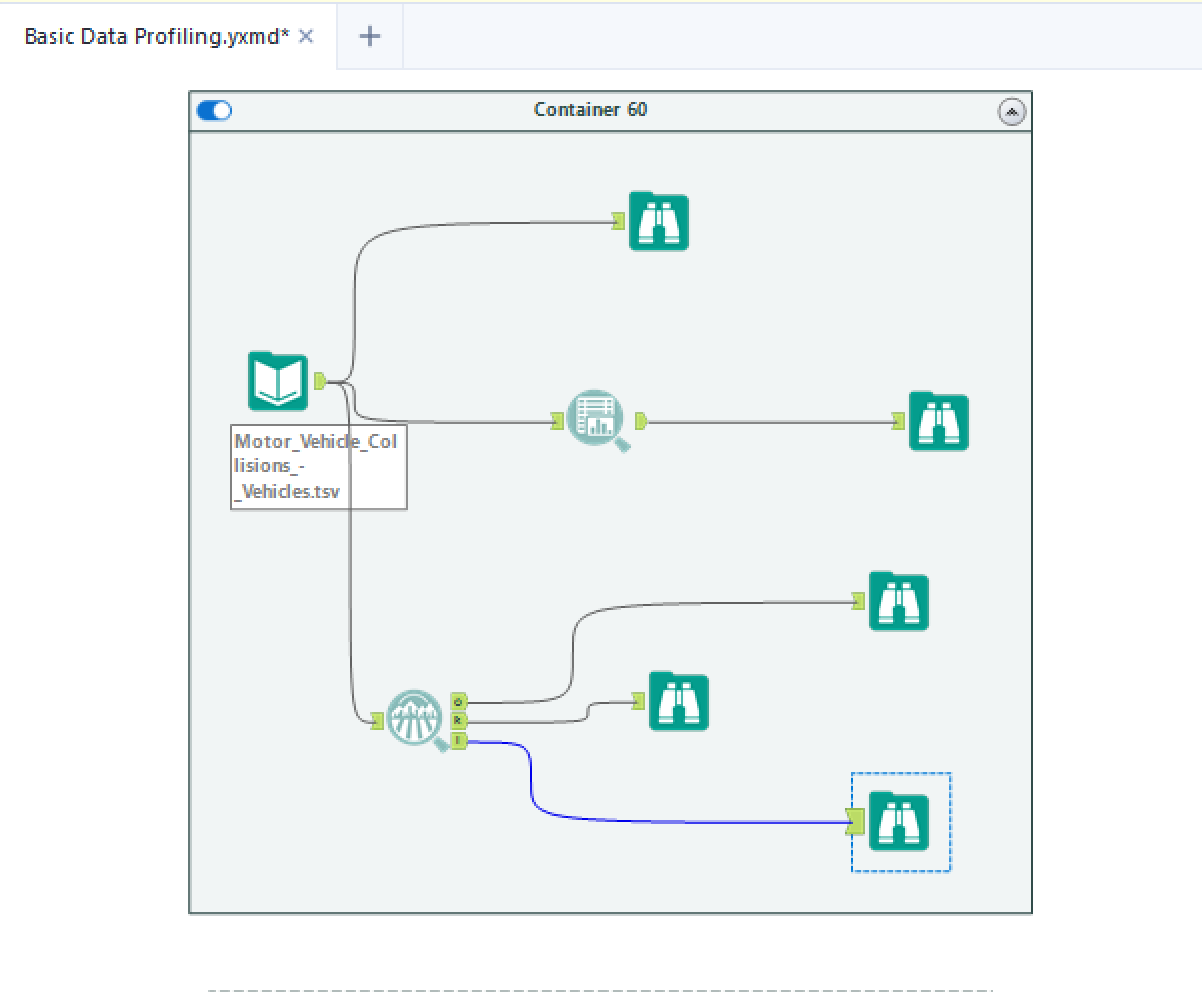 Basic Data Profiling.yxmd*
Container 60
Motor_Vehicle_Col
lisions_-
_Vehicles.tsv
O
R
I